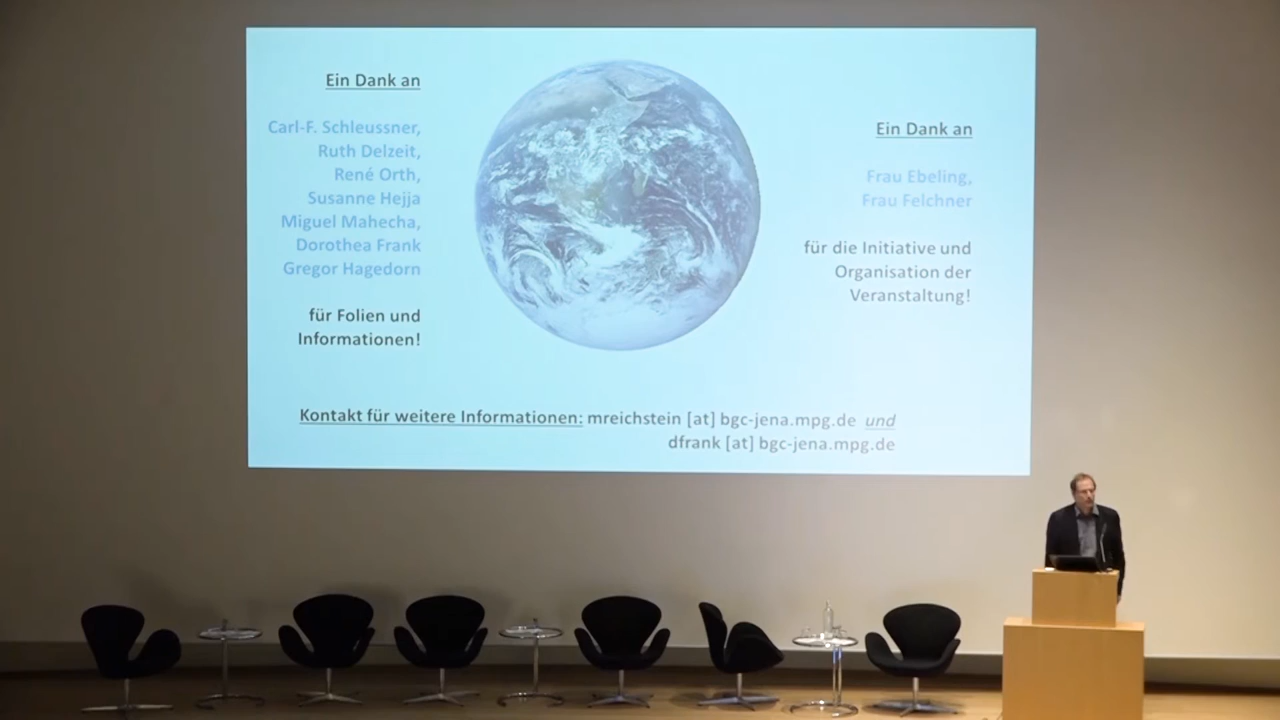 Ein Dank an
Carl-F. Schleussner,
Ruth Delzeit,
René Orth,
Susanne Hejja
Miguel Mahecha,
Dorothea Frank
Gregor Hagedorn
für Folien und
Informationen!
Ein Dank an
Frau Ebeling,
Frau Felchner
für die Initiative und
Organisation der
Veranstaltung!
Kontakt für weitere Informationen: mreichstein [at] bgc-jena.mpg.de und
dfrank [at] bgc-jena.mpg.de